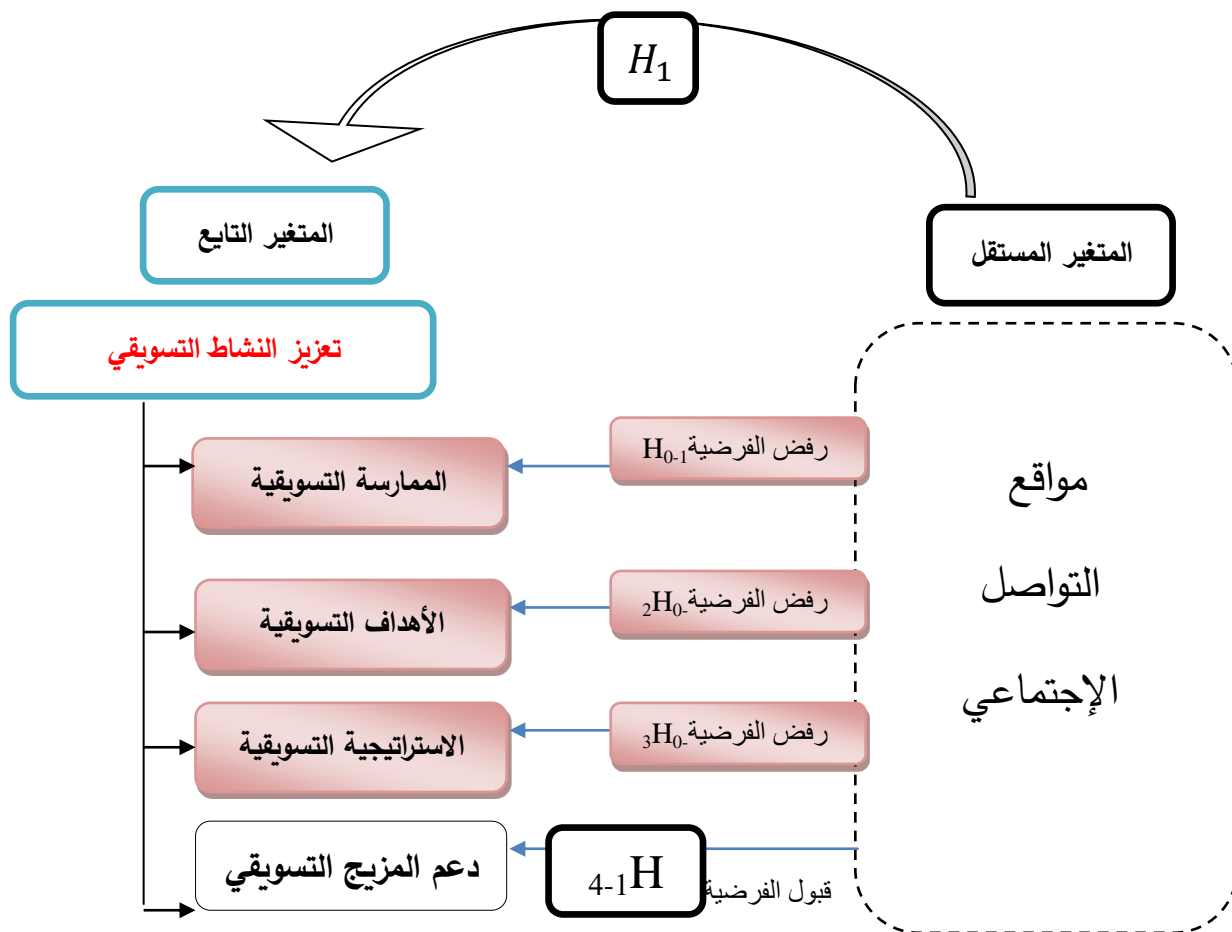 H₁
المتغير المستقل
المتغير التايع
تعزيز النشاط التسويقي
مواقع
التواصل
الإجتماعي
رفض الفرضيةH₀₋₁
الممارسة التسويقية
رفض الفرضية₂H₀₋
الأهداف التسويقية
رفض الفرضية₃H₀₋
الاستراتيجية التسويقية
قبول الفرضية ₄₋₁H
دعم المزيج التسويقي